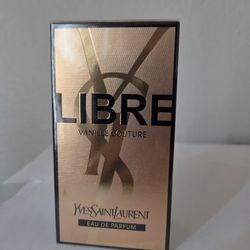 LIBRE
VANILLE COUTURE
YVESSAINTLAURENT
EAU DE PARFUM